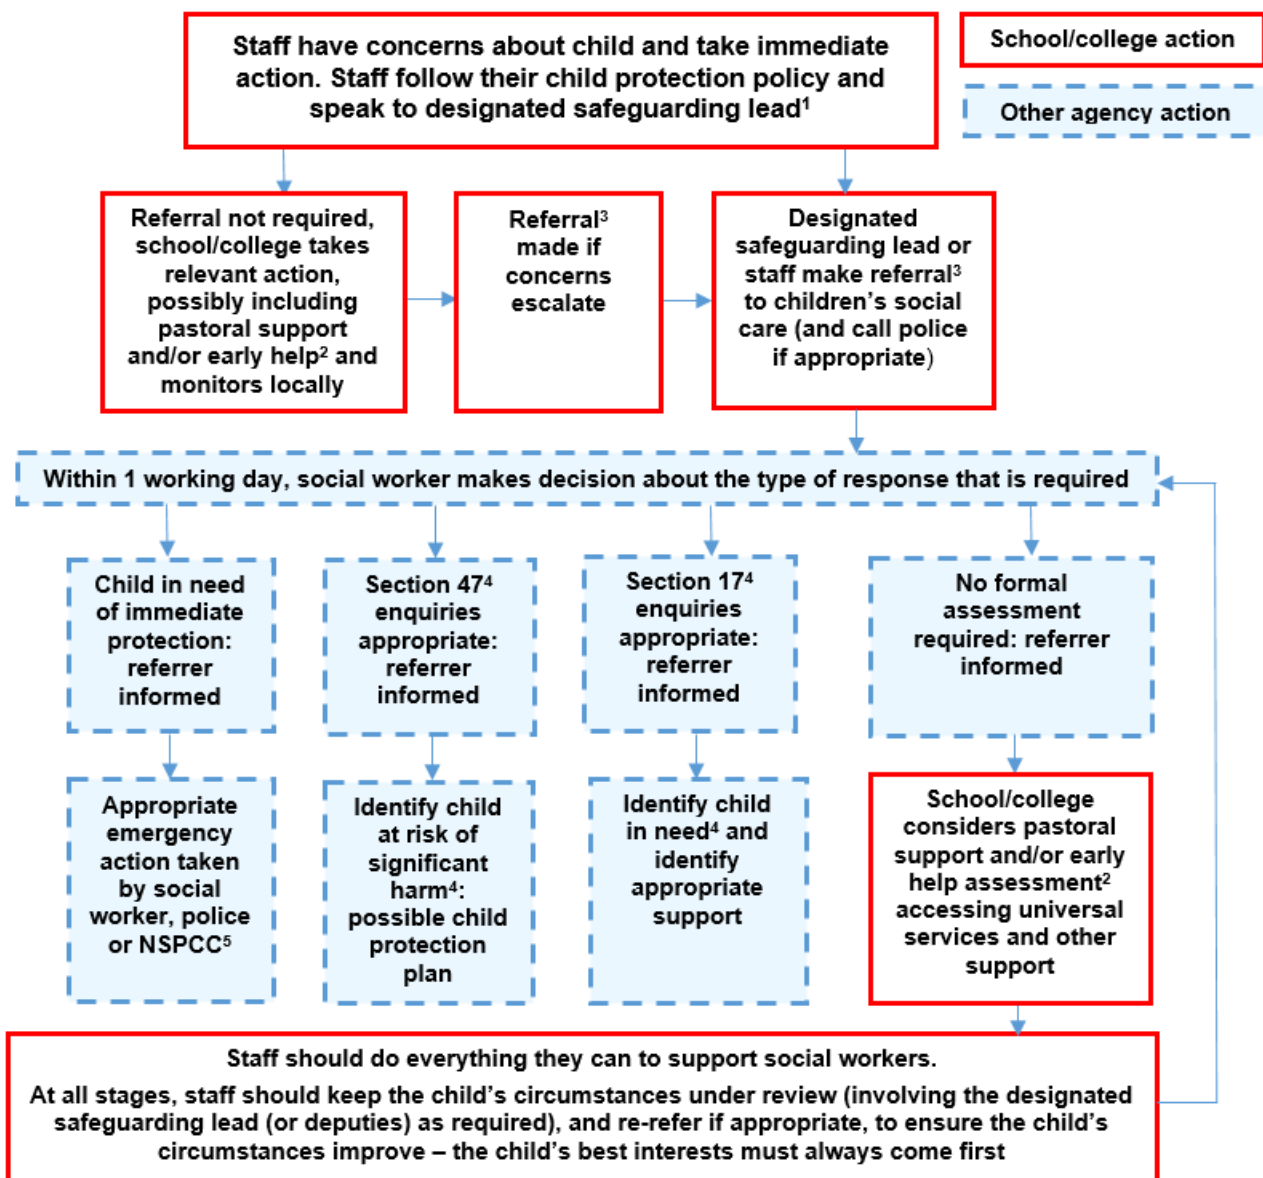 Staff have concerns about child and take immediate
action. Staff follow their child protection policy and
speak to designated safeguarding lead¹
School/college action
Other agency action
Referral not required,
school/college takes
relevant action,
possibly including
pastoral support
and/or early help² and
monitors locally
Referral³
made if
concerns
escalate
Designated
safeguarding lead or
staff make referral³
to children’s social
care (and call police
if appropriate)
Within 1 working day, social worker makes decision about the type of response that is required
Child in need
of immediate
protection:
referrer
informed
Section 47⁴
enquiries
appropriate:
referrer
informed
Section 17⁴
enquiries
appropriate:
referrer
informed
No formal
assessment
required: referrer
informed
Appropriate
emergency
action taken
by social
worker, police
or NSPCC⁵
Identify child
at risk of
significant
harm⁴:
possible child
protection
plan
Identify child
in need⁴ and
identify
appropriate
support
School/college
considers pastoral
support and/or early
help assessment²
accessing universal
services and other
support
Staff should do everything they can to support social workers.
At all stages, staff should keep the child’s circumstances under review (involving the designated
safeguarding lead (or deputies) as required), and re-refer if appropriate, to ensure the child’s
circumstances improve – the child’s best interests must always come first